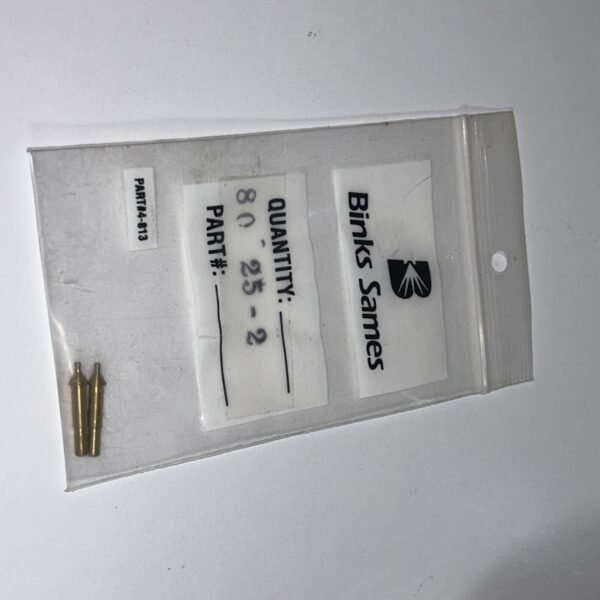 Binks Sames
QUANTITY:
80-25-2
PART#:
PART#4-813